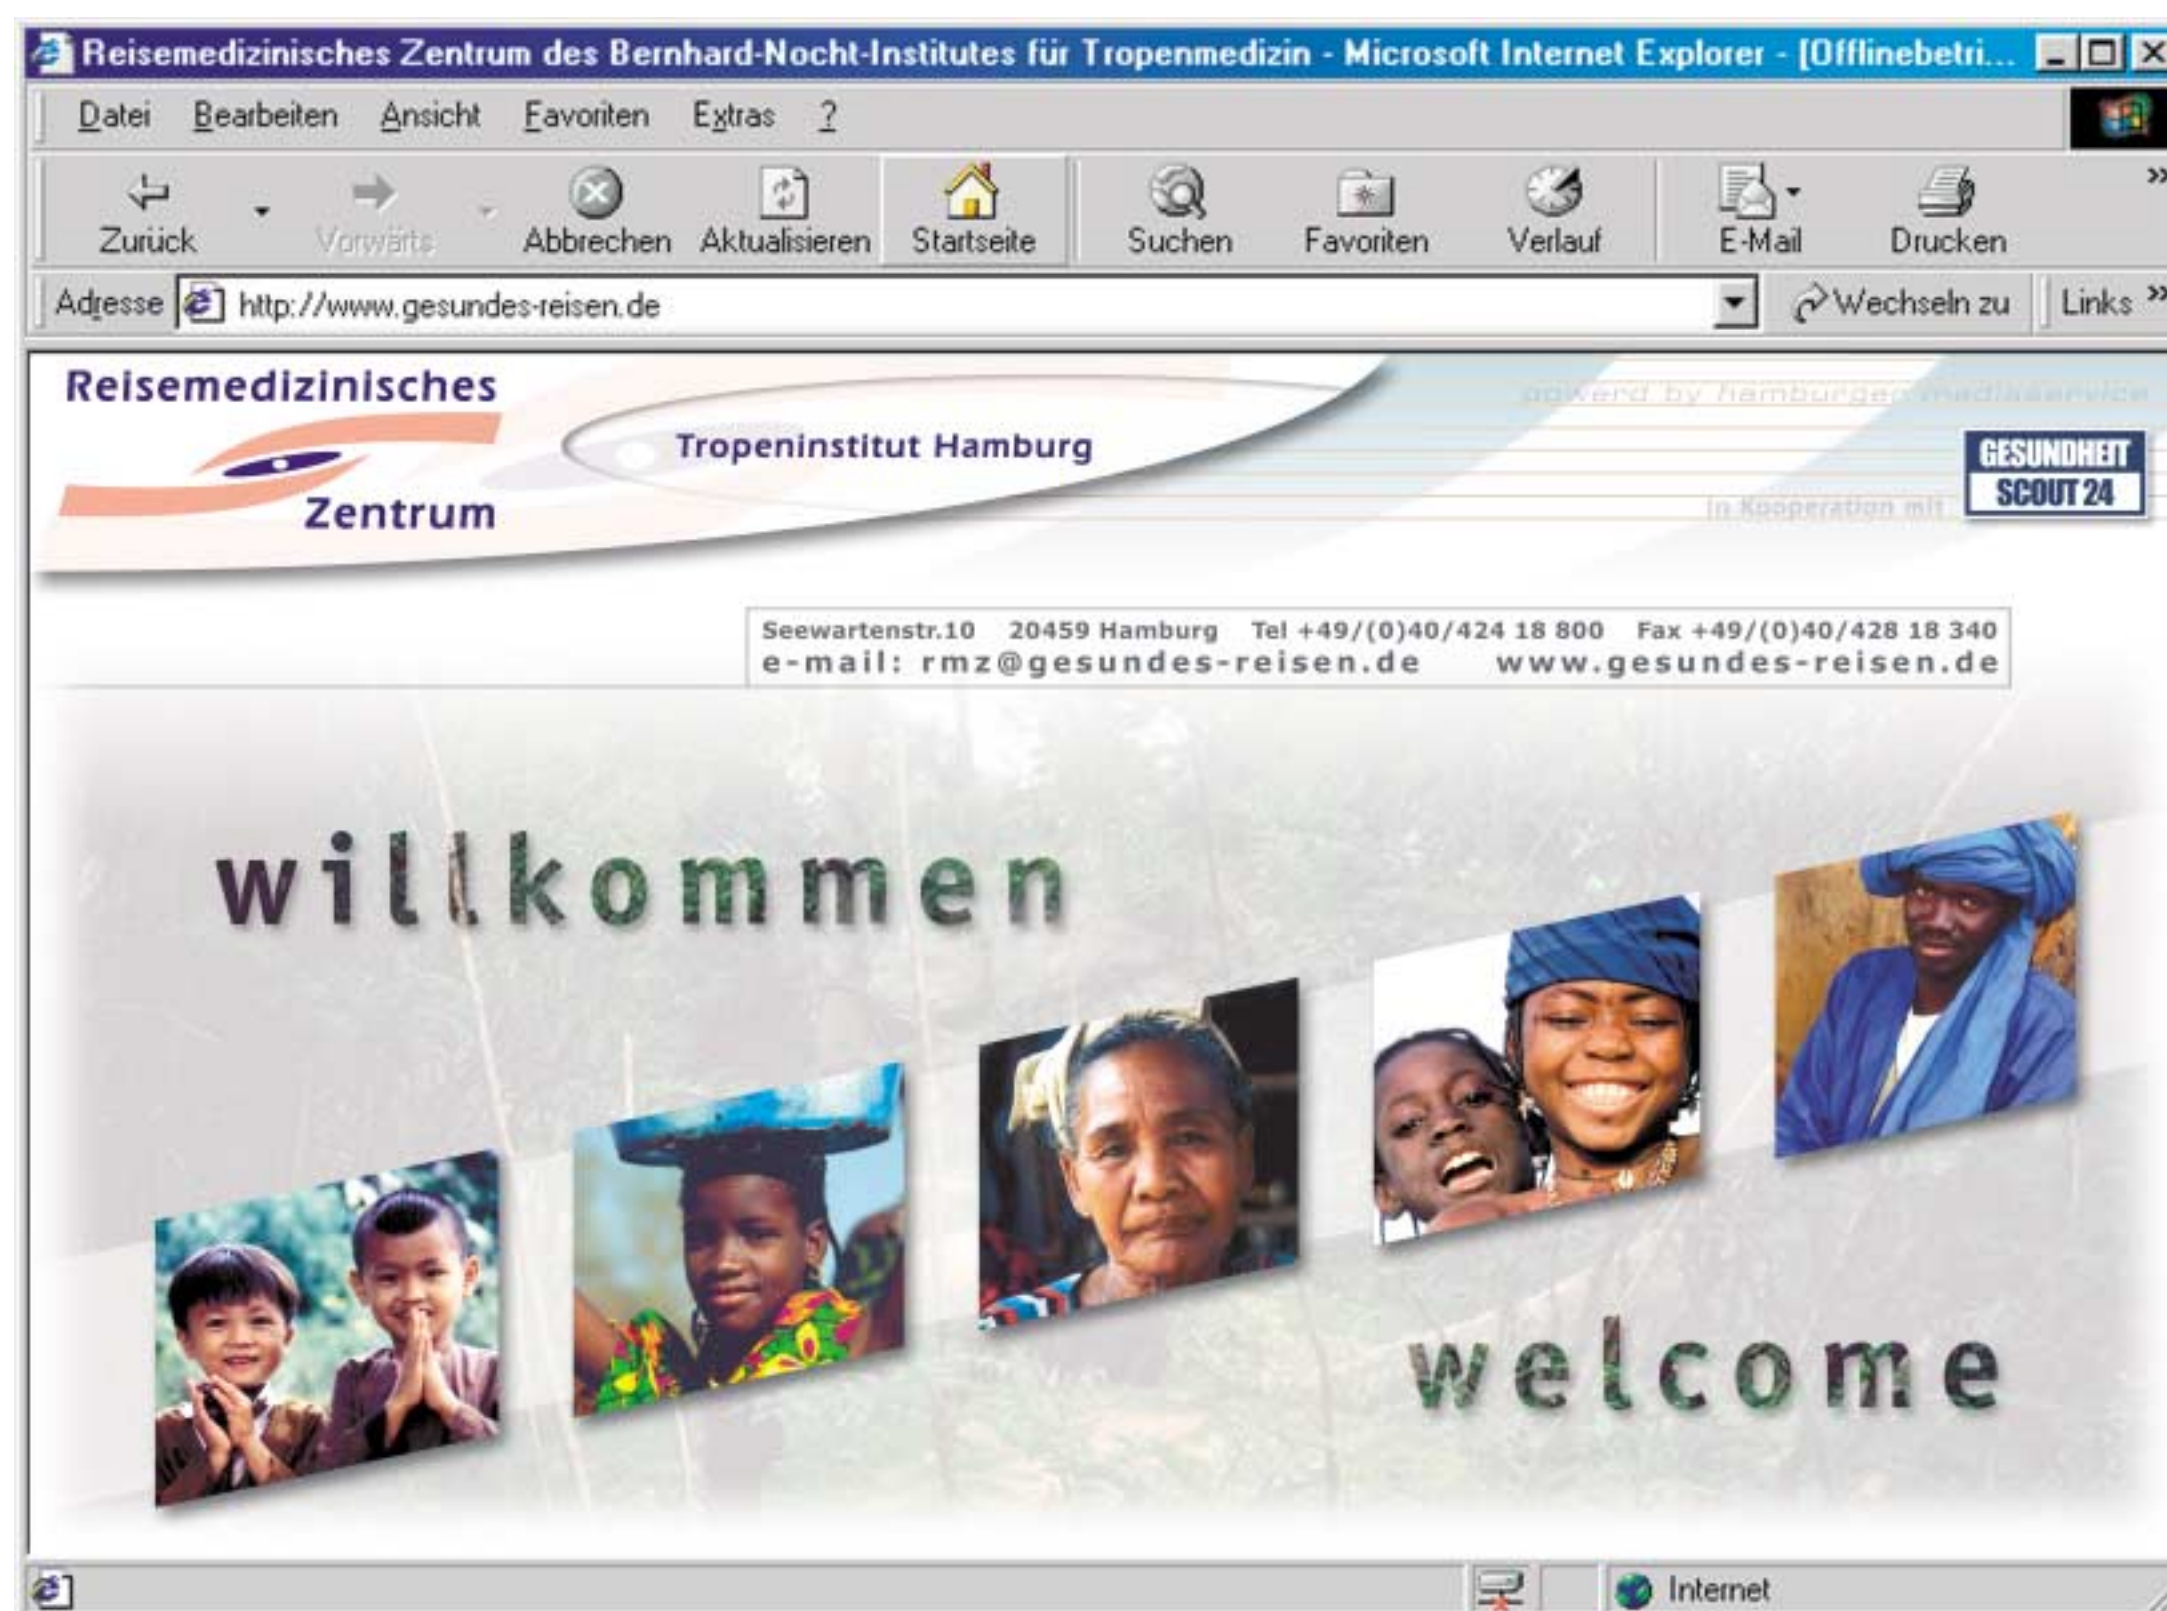 Reisemedizinisches Zentrum des Bernhard-Nocht-Institutes für Tropenmedizin - Microsoft Internet Explorer - [Offlinebetri...
Datei Bearbeiten Ansicht Favoriten Extras ?
Zurück Vorwärts Abbrechen Aktualisieren Startseite Suchen Favoriten Verlauf E-Mail Drucken »
Adresse http://www.gesundes-reisen.de Wechseln zu Links »
Reisemedizinisches
Zentrum
Tropeninstitut Hamburg
powerd by hamburger mediaservice
GESUNDHEIT
SCOUT 24
in Kooperation mit
Seewartenstr.10 20459 Hamburg Tel +49/(0)40/424 18 800 Fax +49/(0)40/428 18 340
e-mail: rmz@gesundes-reisen.de www.gesundes-reisen.de
willkommen
welcome
Internet